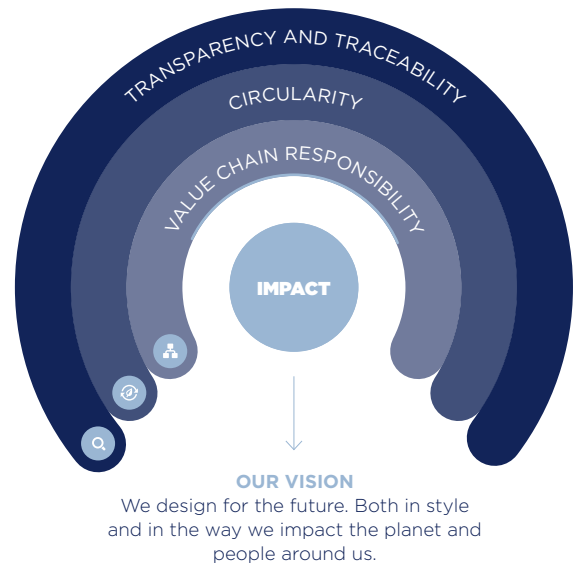 TRANSPARENCY AND TRACEABILITY
CIRCULARITY
VALUE CHAIN RESPONSIBILITY
IMPACT
OUR VISION
We design for the future. Both in style
and in the way we impact the planet and
people around us.